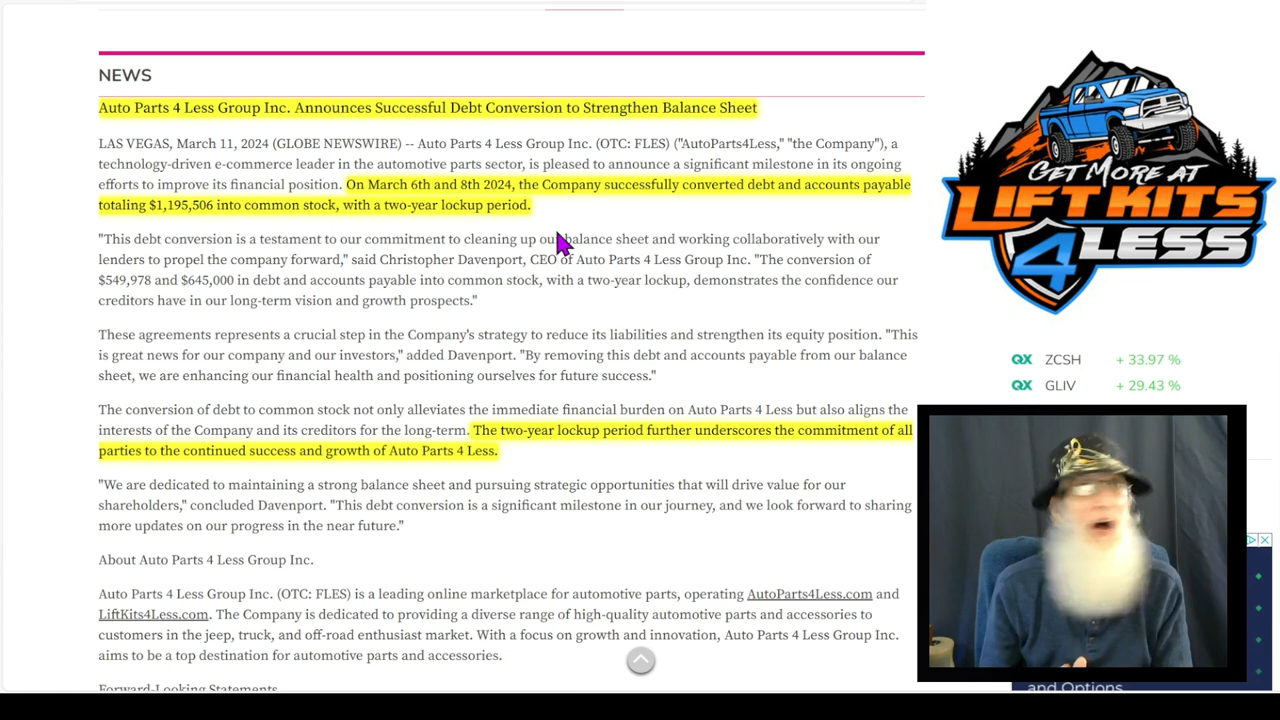 NEWS
Auto Parts 4 Less Group Inc. Announces Successful Debt Conversion to Strengthen Balance Sheet
LAS VEGAS, March 11, 2024 (GLOBE NEWSWIRE) -- Auto Parts 4 Less Group Inc. (OTC: FLES) ("AutoParts4Less," "the Company"), a
technology-driven e-commerce leader in the automotive parts sector, is pleased to announce a significant milestone in its ongoing
efforts to improve its financial position. On March 6th and 8th 2024, the Company successfully converted debt and accounts payable
totaling $1,195,506 into common stock, with a two-year lockup period.
"This debt conversion is a testament to our commitment to cleaning up our balance sheet and working collaboratively with our
lenders to propel the company forward," said Christopher Davenport, CEO of Auto Parts 4 Less Group Inc. "The conversion of
$549,978 and $645,000 in debt and accounts payable into common stock, with a two-year lockup, demonstrates the confidence our
creditors have in our long-term vision and growth prospects."
These agreements represents a crucial step in the Company's strategy to reduce its liabilities and strengthen its equity position. "This
is great news for our company and our investors," added Davenport. "By removing this debt and accounts payable from our balance
sheet, we are enhancing our financial health and positioning ourselves for future success."
The conversion of debt to common stock not only alleviates the immediate financial burden on Auto Parts 4 Less but also aligns the
interests of the Company and its creditors for the long-term. The two-year lockup period further underscores the commitment of all
parties to the continued success and growth of Auto Parts 4 Less.
"We are dedicated to maintaining a strong balance sheet and pursuing strategic opportunities that will drive value for our
shareholders," concluded Davenport. "This debt conversion is a significant milestone in our journey, and we look forward to sharing
more updates on our progress in the near future."
About Auto Parts 4 Less Group Inc.
Auto Parts 4 Less Group Inc. (OTC: FLES) is a leading online marketplace for automotive parts, operating AutoParts4Less.com and
LiftKits4Less.com. The Company is dedicated to providing a diverse range of high-quality automotive parts and accessories to
customers in the jeep, truck, and off-road enthusiast market. With a focus on growth and innovation, Auto Parts 4 Less Group Inc.
aims to be a top destination for automotive parts and accessories.
Forward-Looking Statements
GET MORE AT
LIFT KITS
4 LESS
QX ZCSH + 33.97 %
QX GLIV + 29.43 %
and Options